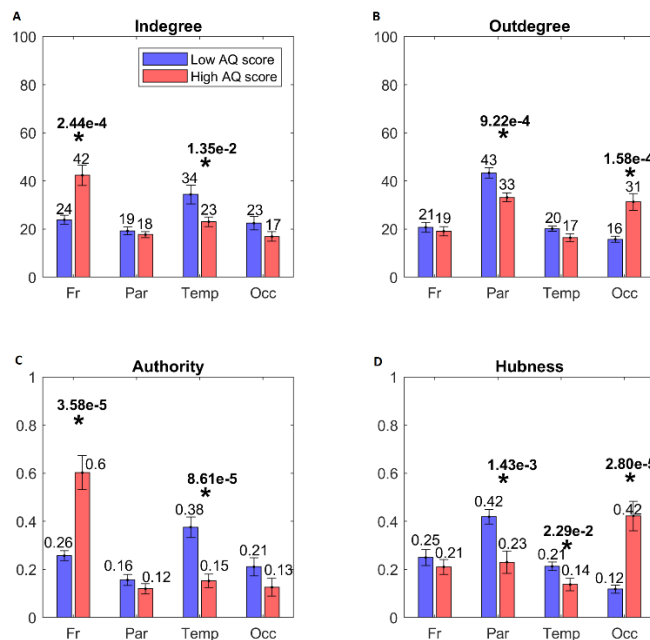 A
Indegree
100
80
60
40
20
0
Low AQ score
High AQ score
2.44e-4
*
1.35e-2
*
24
42
19
18
34
23
23
17
Fr Par Temp Occ
B
Outdegree
100
80
60
40
20
0
9.22e-4
*
1.58e-4
*
21
19
43
33
20
17
16
31
Fr Par Temp Occ
C
Authority
1
0.8
0.6
0.4
0.2
0
3.58e-5
*
8.61e-5
*
0.26
0.6
0.16
0.12
0.38
0.15
0.21
0.13
Fr Par Temp Occ
D
Hubness
1
0.8
0.6
0.4
0.2
0
1.43e-3
*
2.29e-2
*
2.80e-5
*
0.25
0.21
0.42
0.23
0.21
0.14
0.12
0.42
Fr Par Temp Occ